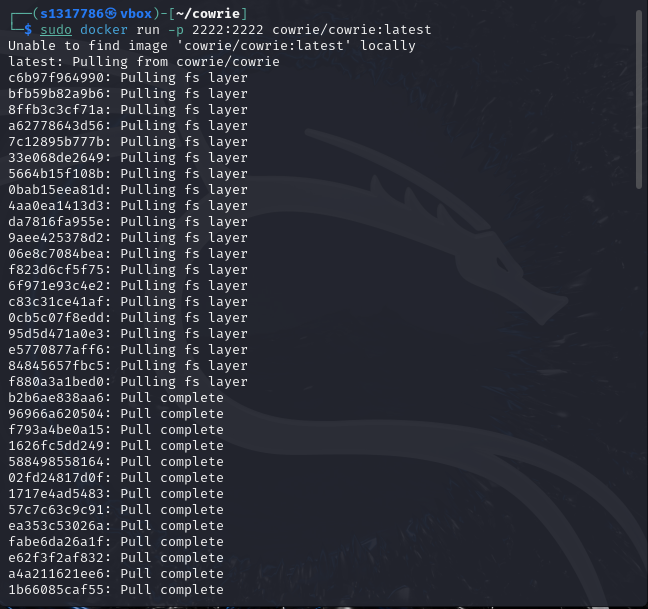 ┌──(s1317786㉿vbox)-[~/cowrie]
└─$ sudo docker run -p 2222:2222 cowrie/cowrie:latest
Unable to find image 'cowrie/cowrie:latest' locally
latest: Pulling from cowrie/cowrie
c6b97f964990: Pulling fs layer
bfb59b82a9b6: Pulling fs layer
8ffb3c3cf71a: Pulling fs layer
a62778643d56: Pulling fs layer
7c12895b777b: Pulling fs layer
33e068de2649: Pulling fs layer
5664b15f108b: Pulling fs layer
0bab15eea81d: Pulling fs layer
4aa0ea1413d3: Pulling fs layer
da7816fa955e: Pulling fs layer
9aee425378d2: Pulling fs layer
06e8c7084bea: Pulling fs layer
f823d6cf5f75: Pulling fs layer
6f971e93c4e2: Pulling fs layer
c83c31ce41af: Pulling fs layer
0cb5c07f8edd: Pulling fs layer
95d5d471a0e3: Pulling fs layer
e5770877aff6: Pulling fs layer
84845657fbc5: Pulling fs layer
f880a3a1bed0: Pulling fs layer
b2b6ae838aa6: Pull complete
96966a620504: Pull complete
f793a4be0a15: Pull complete
1626fc5dd249: Pull complete
588498558164: Pull complete
02fd24817d0f: Pull complete
1717e4ad5483: Pull complete
57c7c63c9c91: Pull complete
ea353c53026a: Pull complete
fabe6da26a1f: Pull complete
e62f3f2af832: Pull complete
a4a211621ee6: Pull complete
1b66085caf55: Pull complete